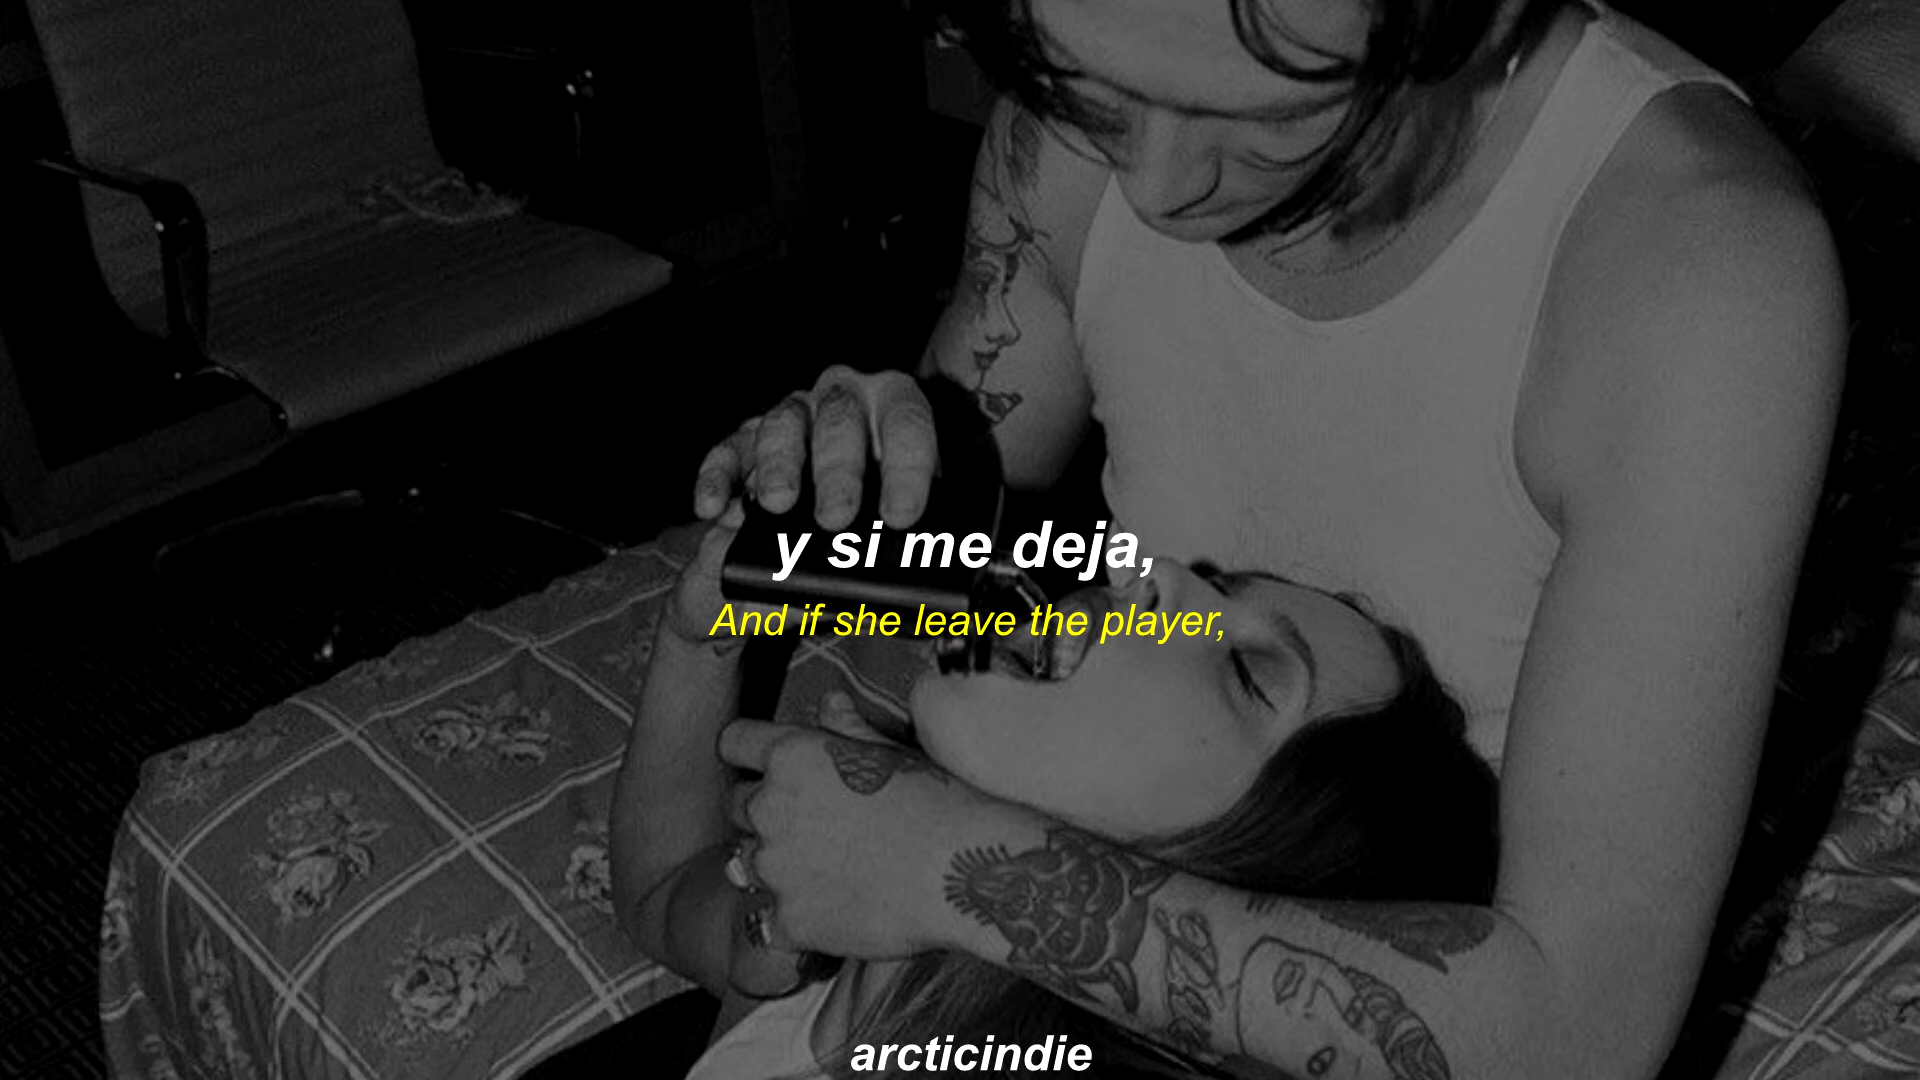 y si me deja,
And if she leave the player,
arcticindie